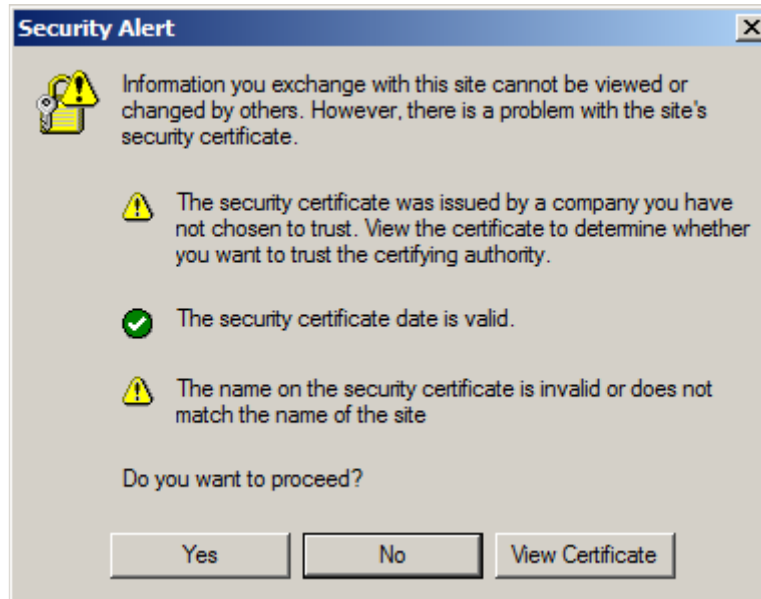 Security Alert
Information you exchange with this site cannot be viewed or
changed by others. However, there is a problem with the site's
security certificate.
The security certificate was issued by a company you have
not chosen to trust. View the certificate to determine whether
you want to trust the certifying authority.
The security certificate date is valid.
The name on the security certificate is invalid or does not
match the name of the site
Do you want to proceed?
Yes
No
View Certificate